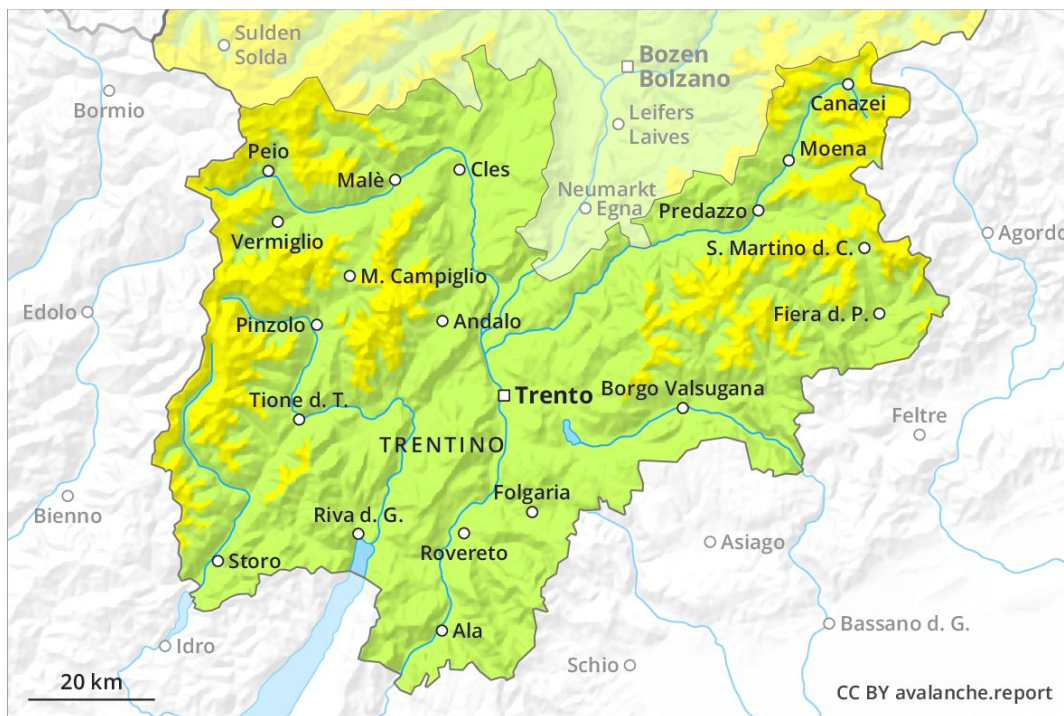 Sulden
Solda
Bozen
Bolzano
Bormio
Canazei
Leifers
Laives
Peio
Moena
Malè
Cles
Neumarkt
Egna
Predazzo
Vermiglio
Agordo
S. Martino d. C.
M. Campiglio
Edolo
Pinzolo
Andalo
Fiera d. P.
Trento
Borgo Valsugana
Tione d. T.
Feltre
TRENTINO
Folgaria
Bienno
Riva d. G.
Asiago
Rovereto
Storo
Ala
Bassano d. G.
Idro
Schio
20 km
CC BY avalanche.report